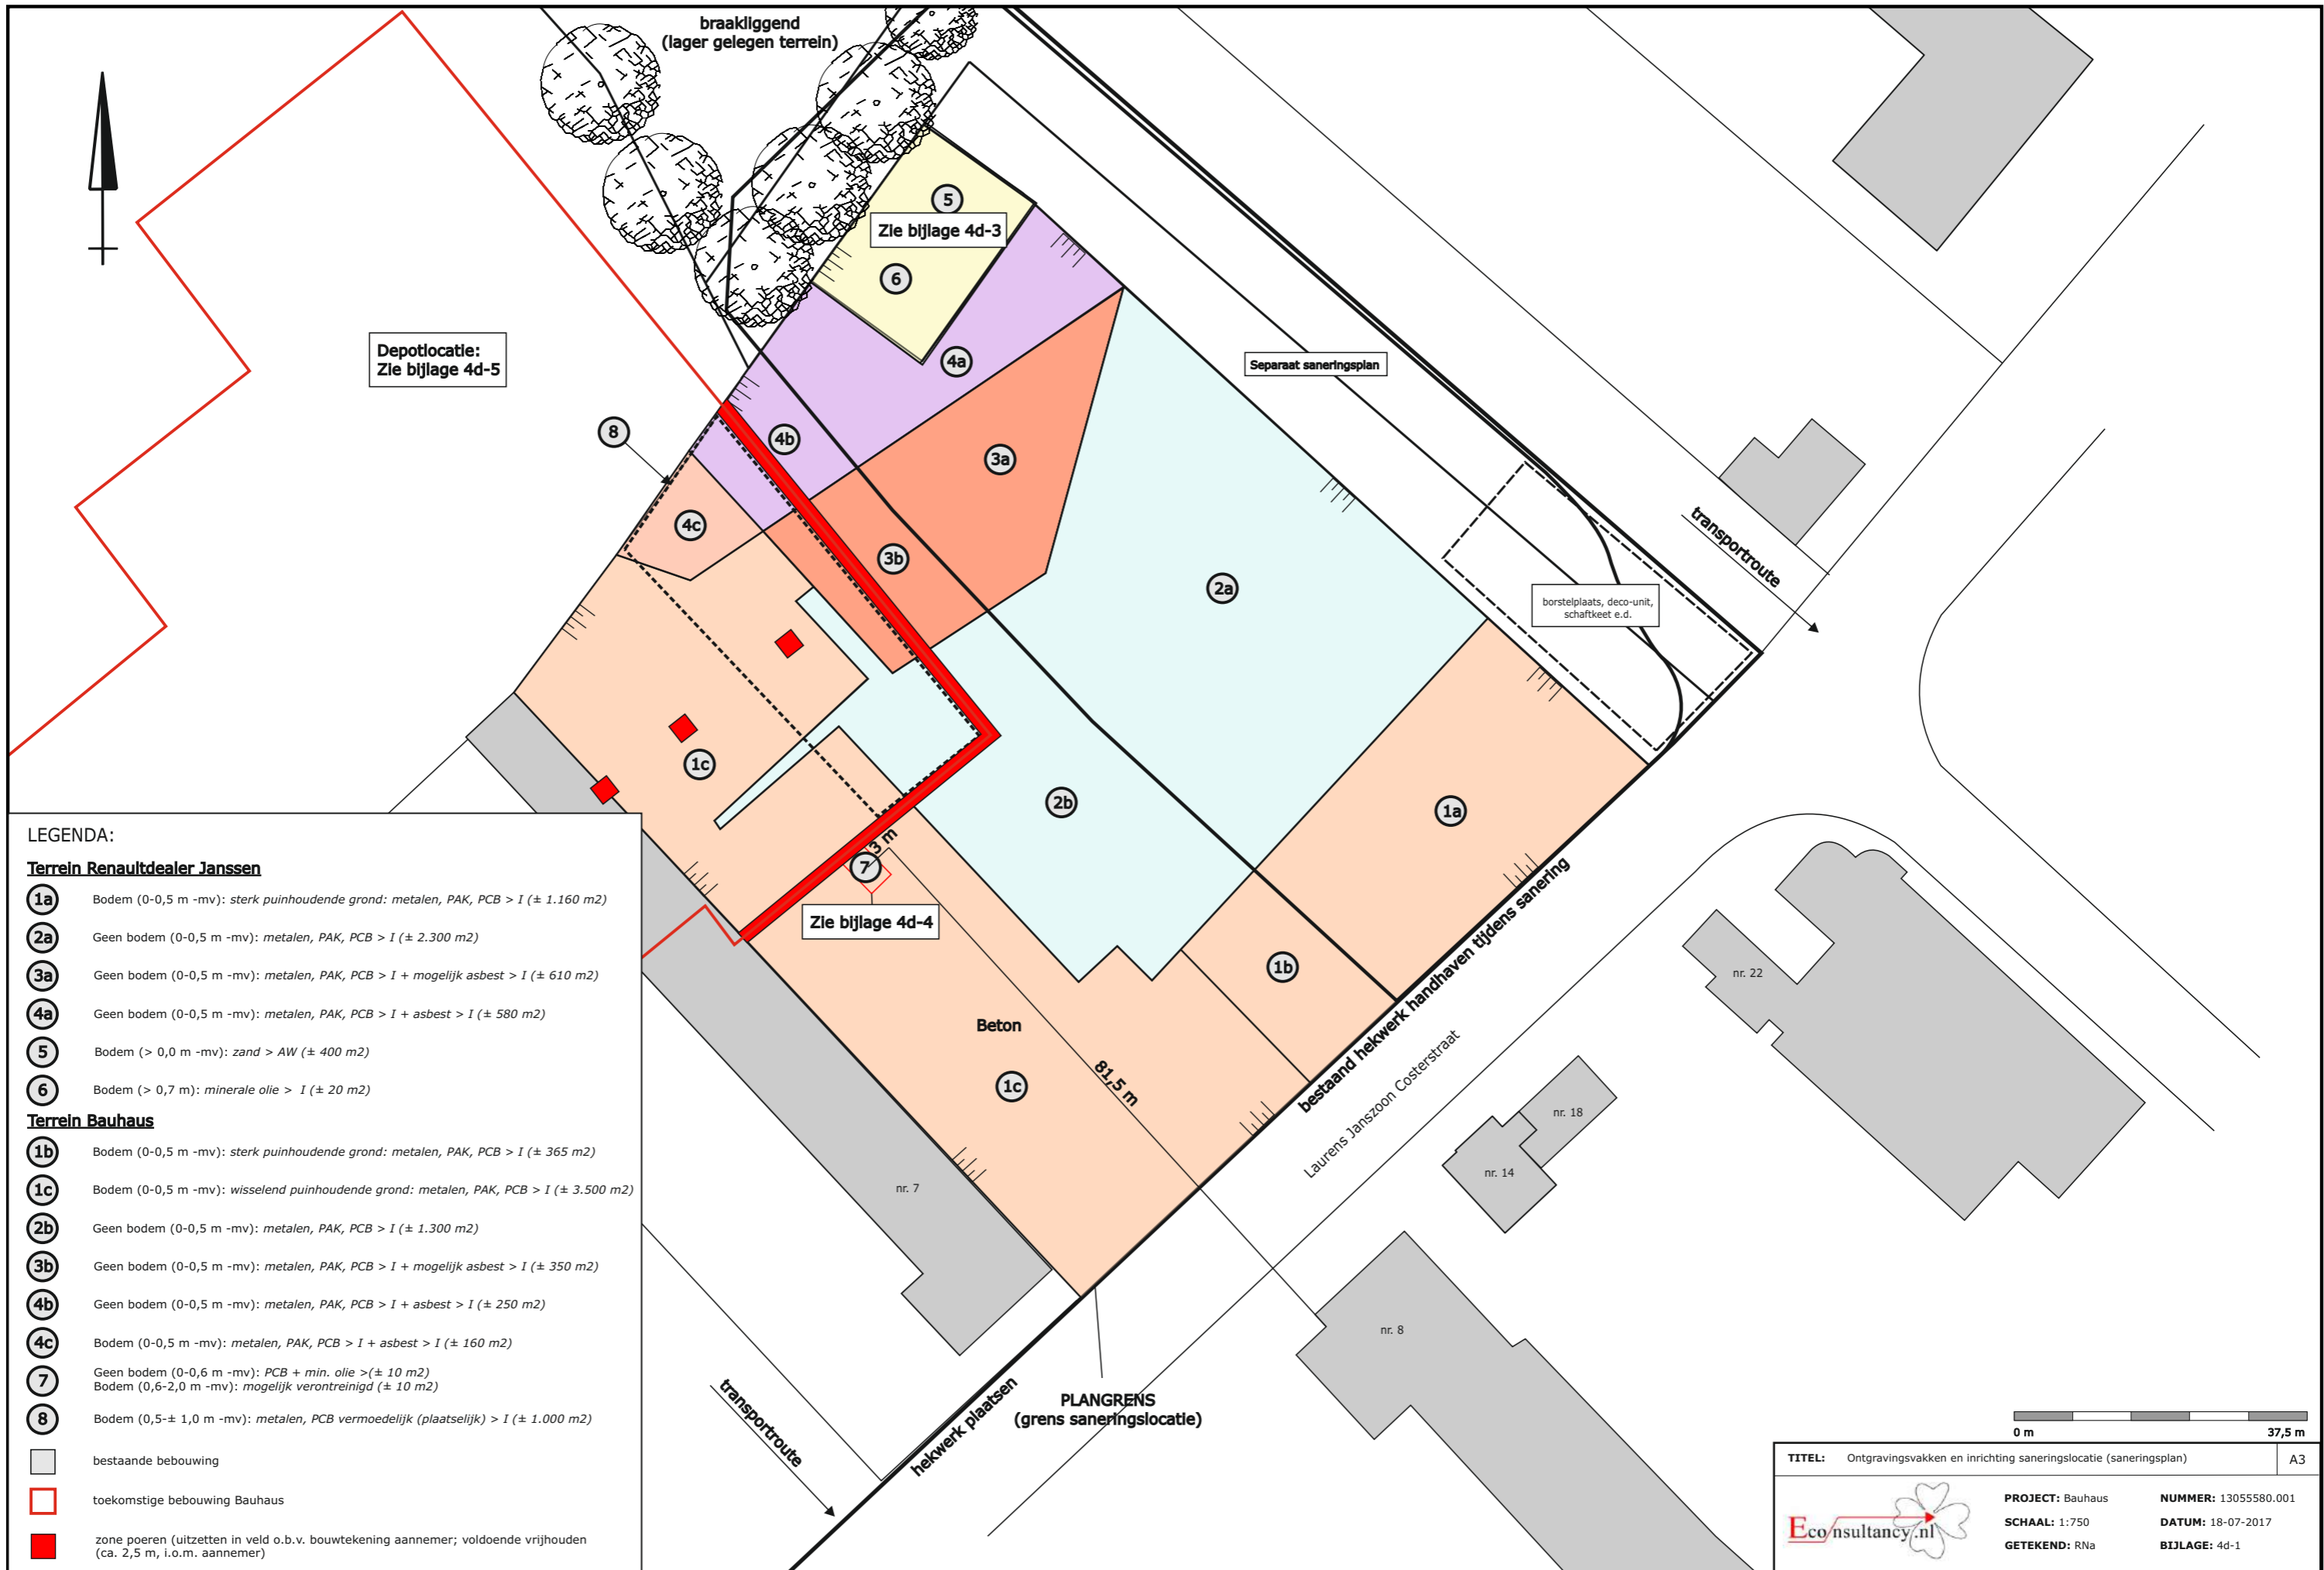 braakliggend
(lager gelegen terrein)
5
Zie bijlage 4d-3
6
Depotlocatie:
Zie bijlage 4d-5
4a
Separaat saneringsplan
8
4b
3a
4c
transportroute
3b
2a
borstelplaats, deco-unit,
schaftkeet e.d.
1c
2b
1a
3 m
7
Zie bijlage 4d-4
bestaand hekwerk handhaven tijdens sanering
1b
nr. 22
Beton
Laurens Janszoon Costerstraat
81,5 m
1c
nr. 18
nr. 14
nr. 7
nr. 8
PLANGRENS
(grens saneringslocatie)
transportroute
hekwerk plaatsen
LEGENDA:
Terrein Renaultdealer Janssen
1a Bodem (0-0,5 m -mv): sterk puinhoudende grond: metalen, PAK, PCB > I (± 1.160 m2)
2a Geen bodem (0-0,5 m -mv): metalen, PAK, PCB > I (± 2.300 m2)
3a Geen bodem (0-0,5 m -mv): metalen, PAK, PCB > I + mogelijk asbest > I (± 610 m2)
4a Geen bodem (0-0,5 m -mv): metalen, PAK, PCB > I + asbest > I (± 580 m2)
5 Bodem (> 0,0 m -mv): zand > AW (± 400 m2)
6 Bodem (> 0,7 m): minerale olie > I (± 20 m2)
Terrein Bauhaus
1b Bodem (0-0,5 m -mv): sterk puinhoudende grond: metalen, PAK, PCB > I (± 365 m2)
1c Bodem (0-0,5 m -mv): wisselend puinhoudende grond: metalen, PAK, PCB > I (± 3.500 m2)
2b Geen bodem (0-0,5 m -mv): metalen, PAK, PCB > I (± 1.300 m2)
3b Geen bodem (0-0,5 m -mv): metalen, PAK, PCB > I + mogelijk asbest > I (± 350 m2)
4b Geen bodem (0-0,5 m -mv): metalen, PAK, PCB > I + asbest > I (± 250 m2)
4c Bodem (0-0,5 m -mv): metalen, PAK, PCB > I + asbest > I (± 160 m2)
7 Geen bodem (0-0,6 m -mv): PCB + min. olie >(± 10 m2)
Bodem (0,6-2,0 m -mv): mogelijk verontreinigd (± 10 m2)
8 Bodem (0,5-± 1,0 m -mv): metalen, PCB vermoedelijk (plaatselijk) > I (± 1.000 m2)
bestaande bebouwing
toekomstige bebouwing Bauhaus
zone poeren (uitzetten in veld o.b.v. bouwtekening aannemer; voldoende vrijhouden
(ca. 2,5 m, i.o.m. aannemer)
0 m 37,5 m
TITEL: Ontgravingsvakken en inrichting saneringslocatie (saneringsplan) A3
Econsultancy.nl
PROJECT: Bauhaus NUMMER: 13055580.001
SCHAAL: 1:750 DATUM: 18-07-2017
GETEKEND: RNa BIJLAGE: 4d-1